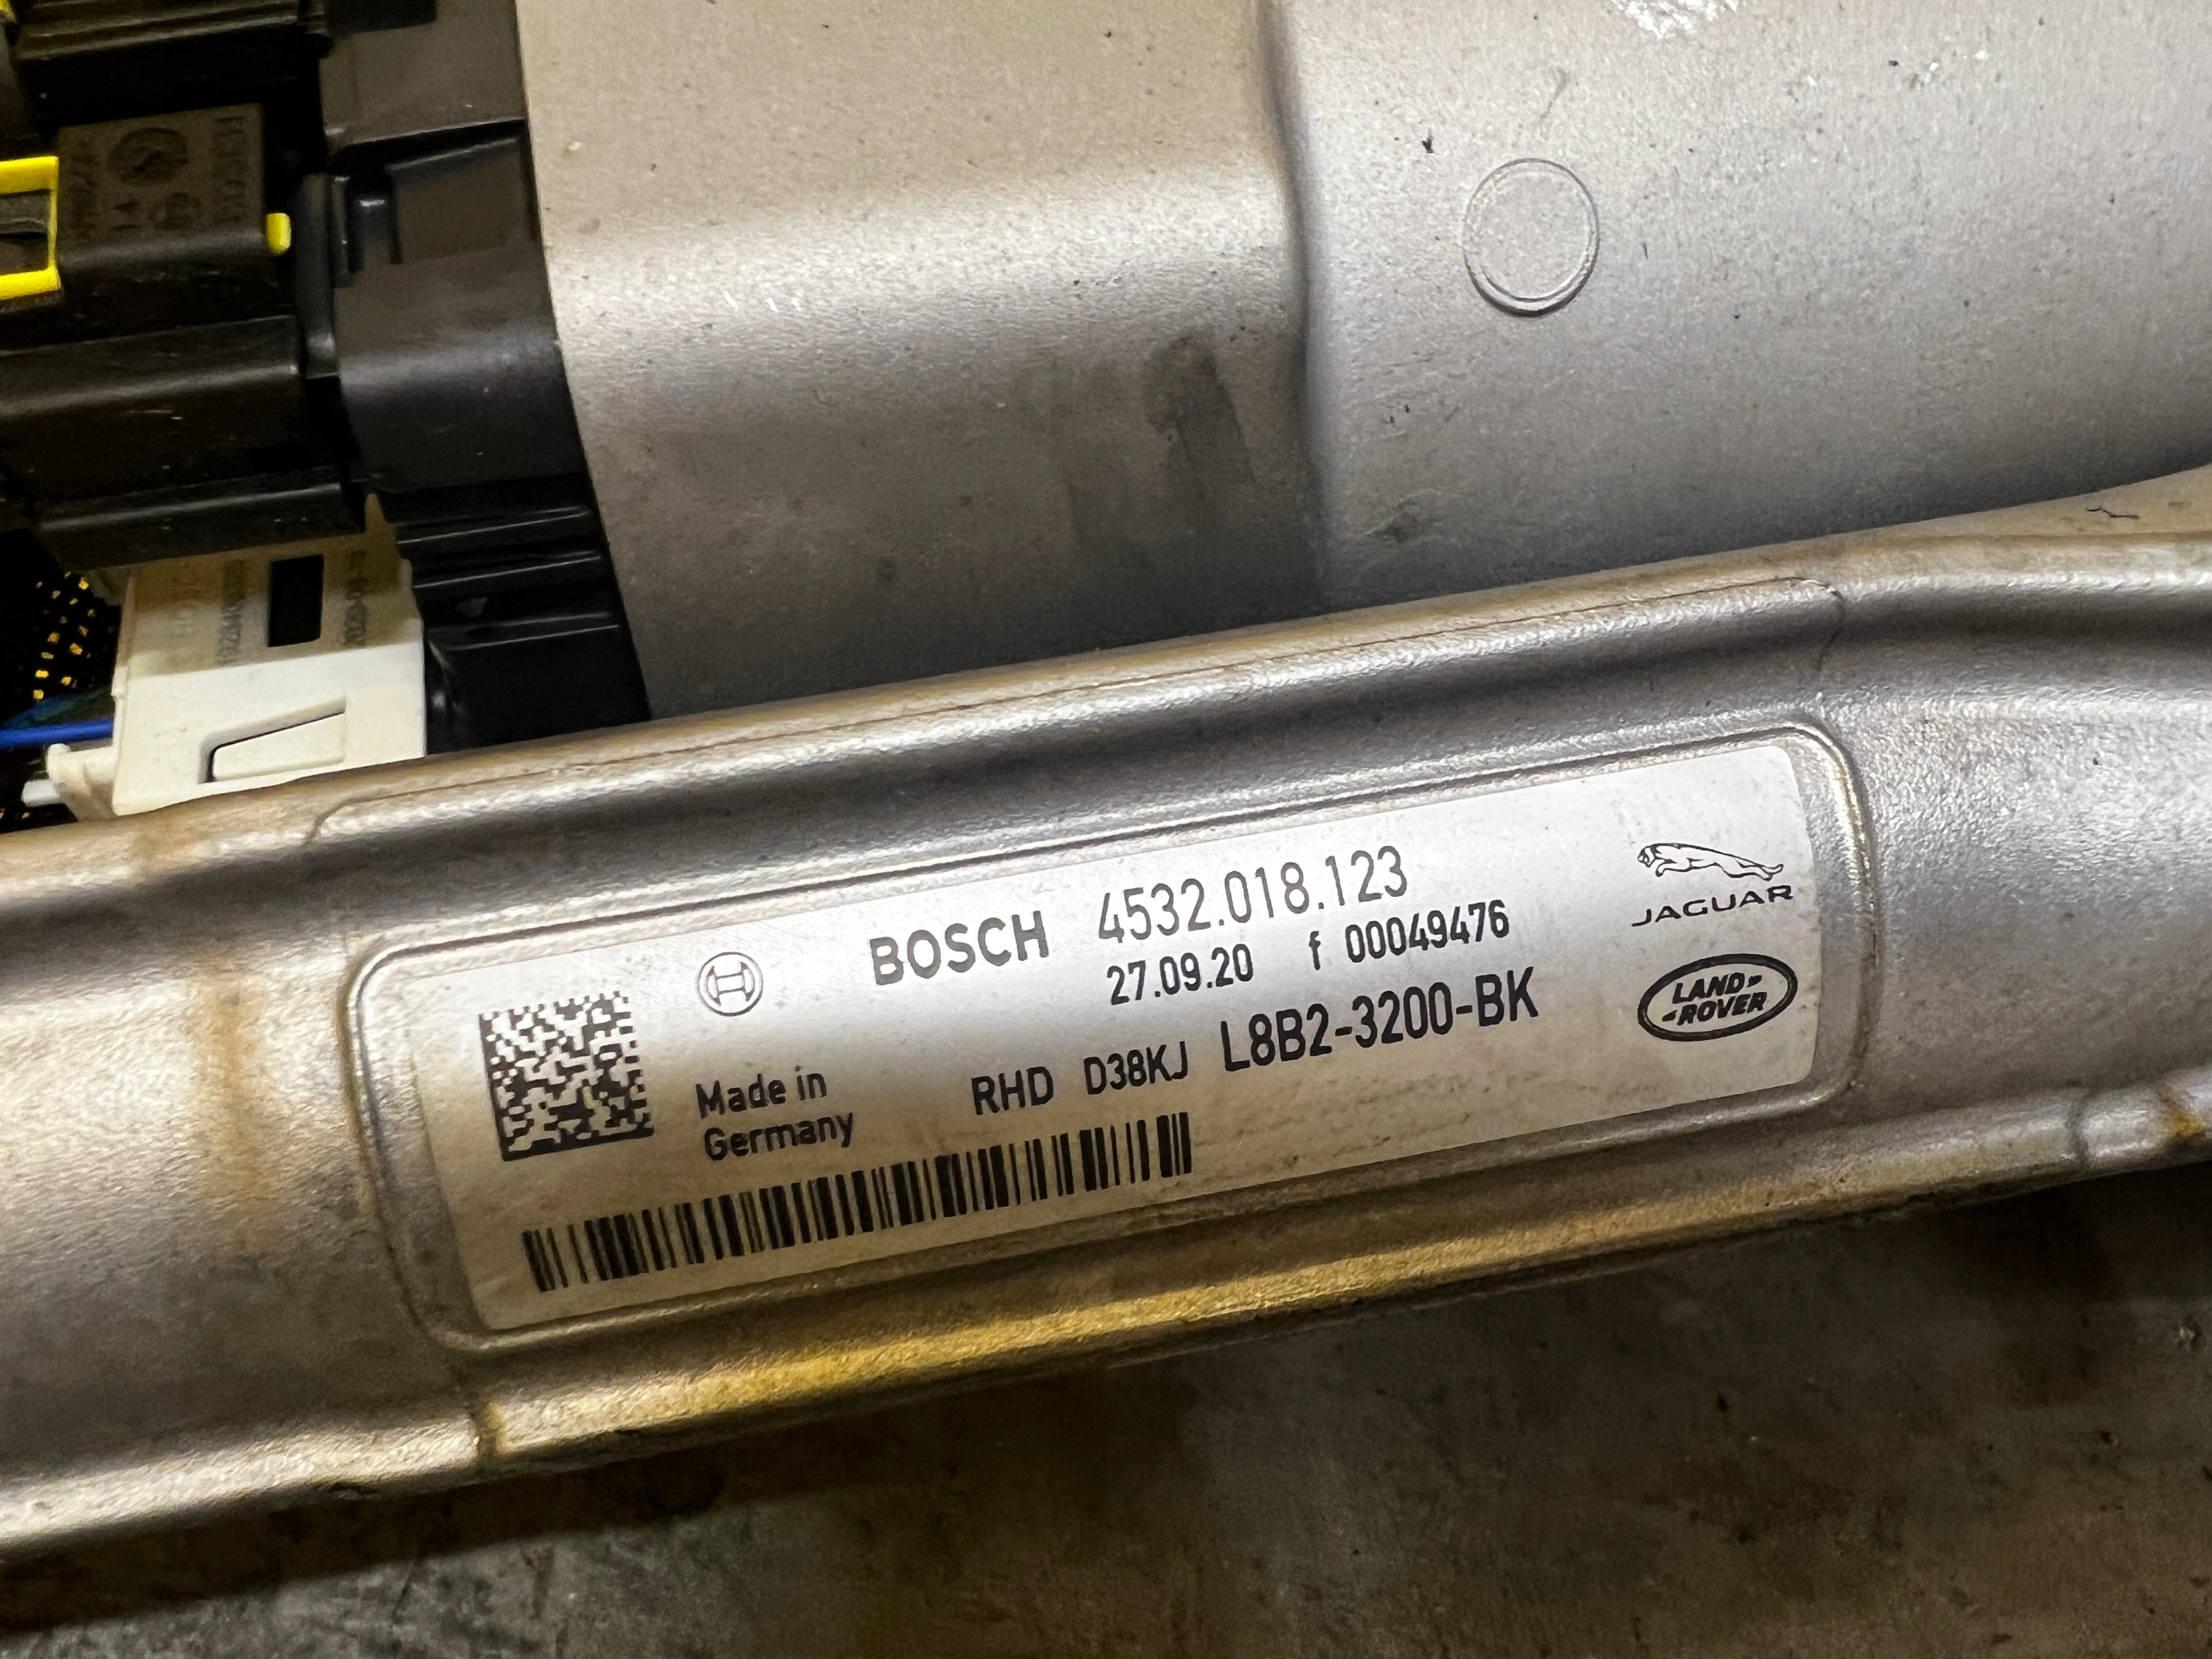 BOSCH 4532.018.123
27.09.20 f 00049476
Made in
Germany
RHD D38KJ L8B2-3200-BK
JAGUAR
LAND-
-ROVER